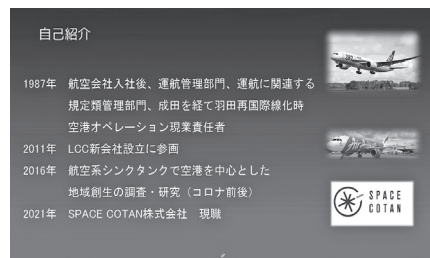 自己紹介
1987年 航空会社入社後、運航管理部門、運航に関連する
規定類管理部門、成田を経て羽田再国際線化時
空港オペレーション現業責任者
2011年 LCC新会社設立に参画
2016年 航空系シンクタンクで空港を中心とした
地域創生の調査・研究（コロナ前後）
2021年 SPACE COTAN株式会社 現職
SPACE
COTAN